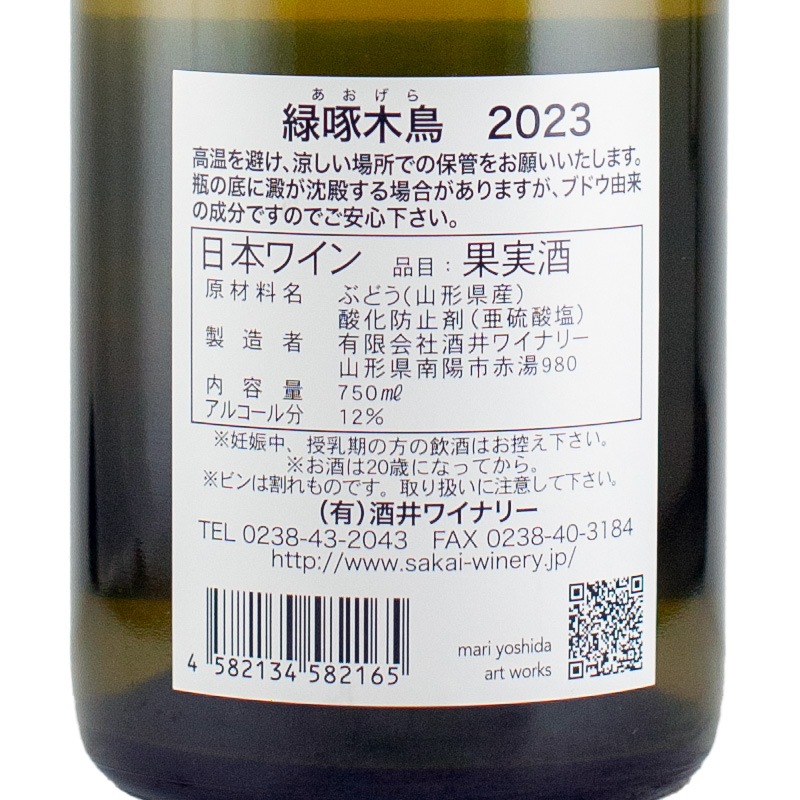 あおげら
緑啄木鳥 2023
高温を避け、涼しい場所での保管をお願いいたします。
瓶の底に澱が沈殿する場合がありますが、ブドウ由来
の成分ですのでご安心下さい。
日本ワイン 品目：果実酒
原材料名 ぶどう(山形県産)
酸化防止剤(亜硫酸塩)
製造者 有限会社酒井ワイナリー
山形県南陽市赤湯980
内容量 750㎖
アルコール分 12%
※妊娠中、授乳期の方の飲酒はお控え下さい。
※お酒は20歳になってから。
※ビンは割れものです。取り扱いに注意して下さい。
(有)酒井ワイナリー
TEL 0238-43-2043 FAX 0238-40-3184
http://www.sakai-winery.jp/
4 582134 582165
mari yoshida
art works